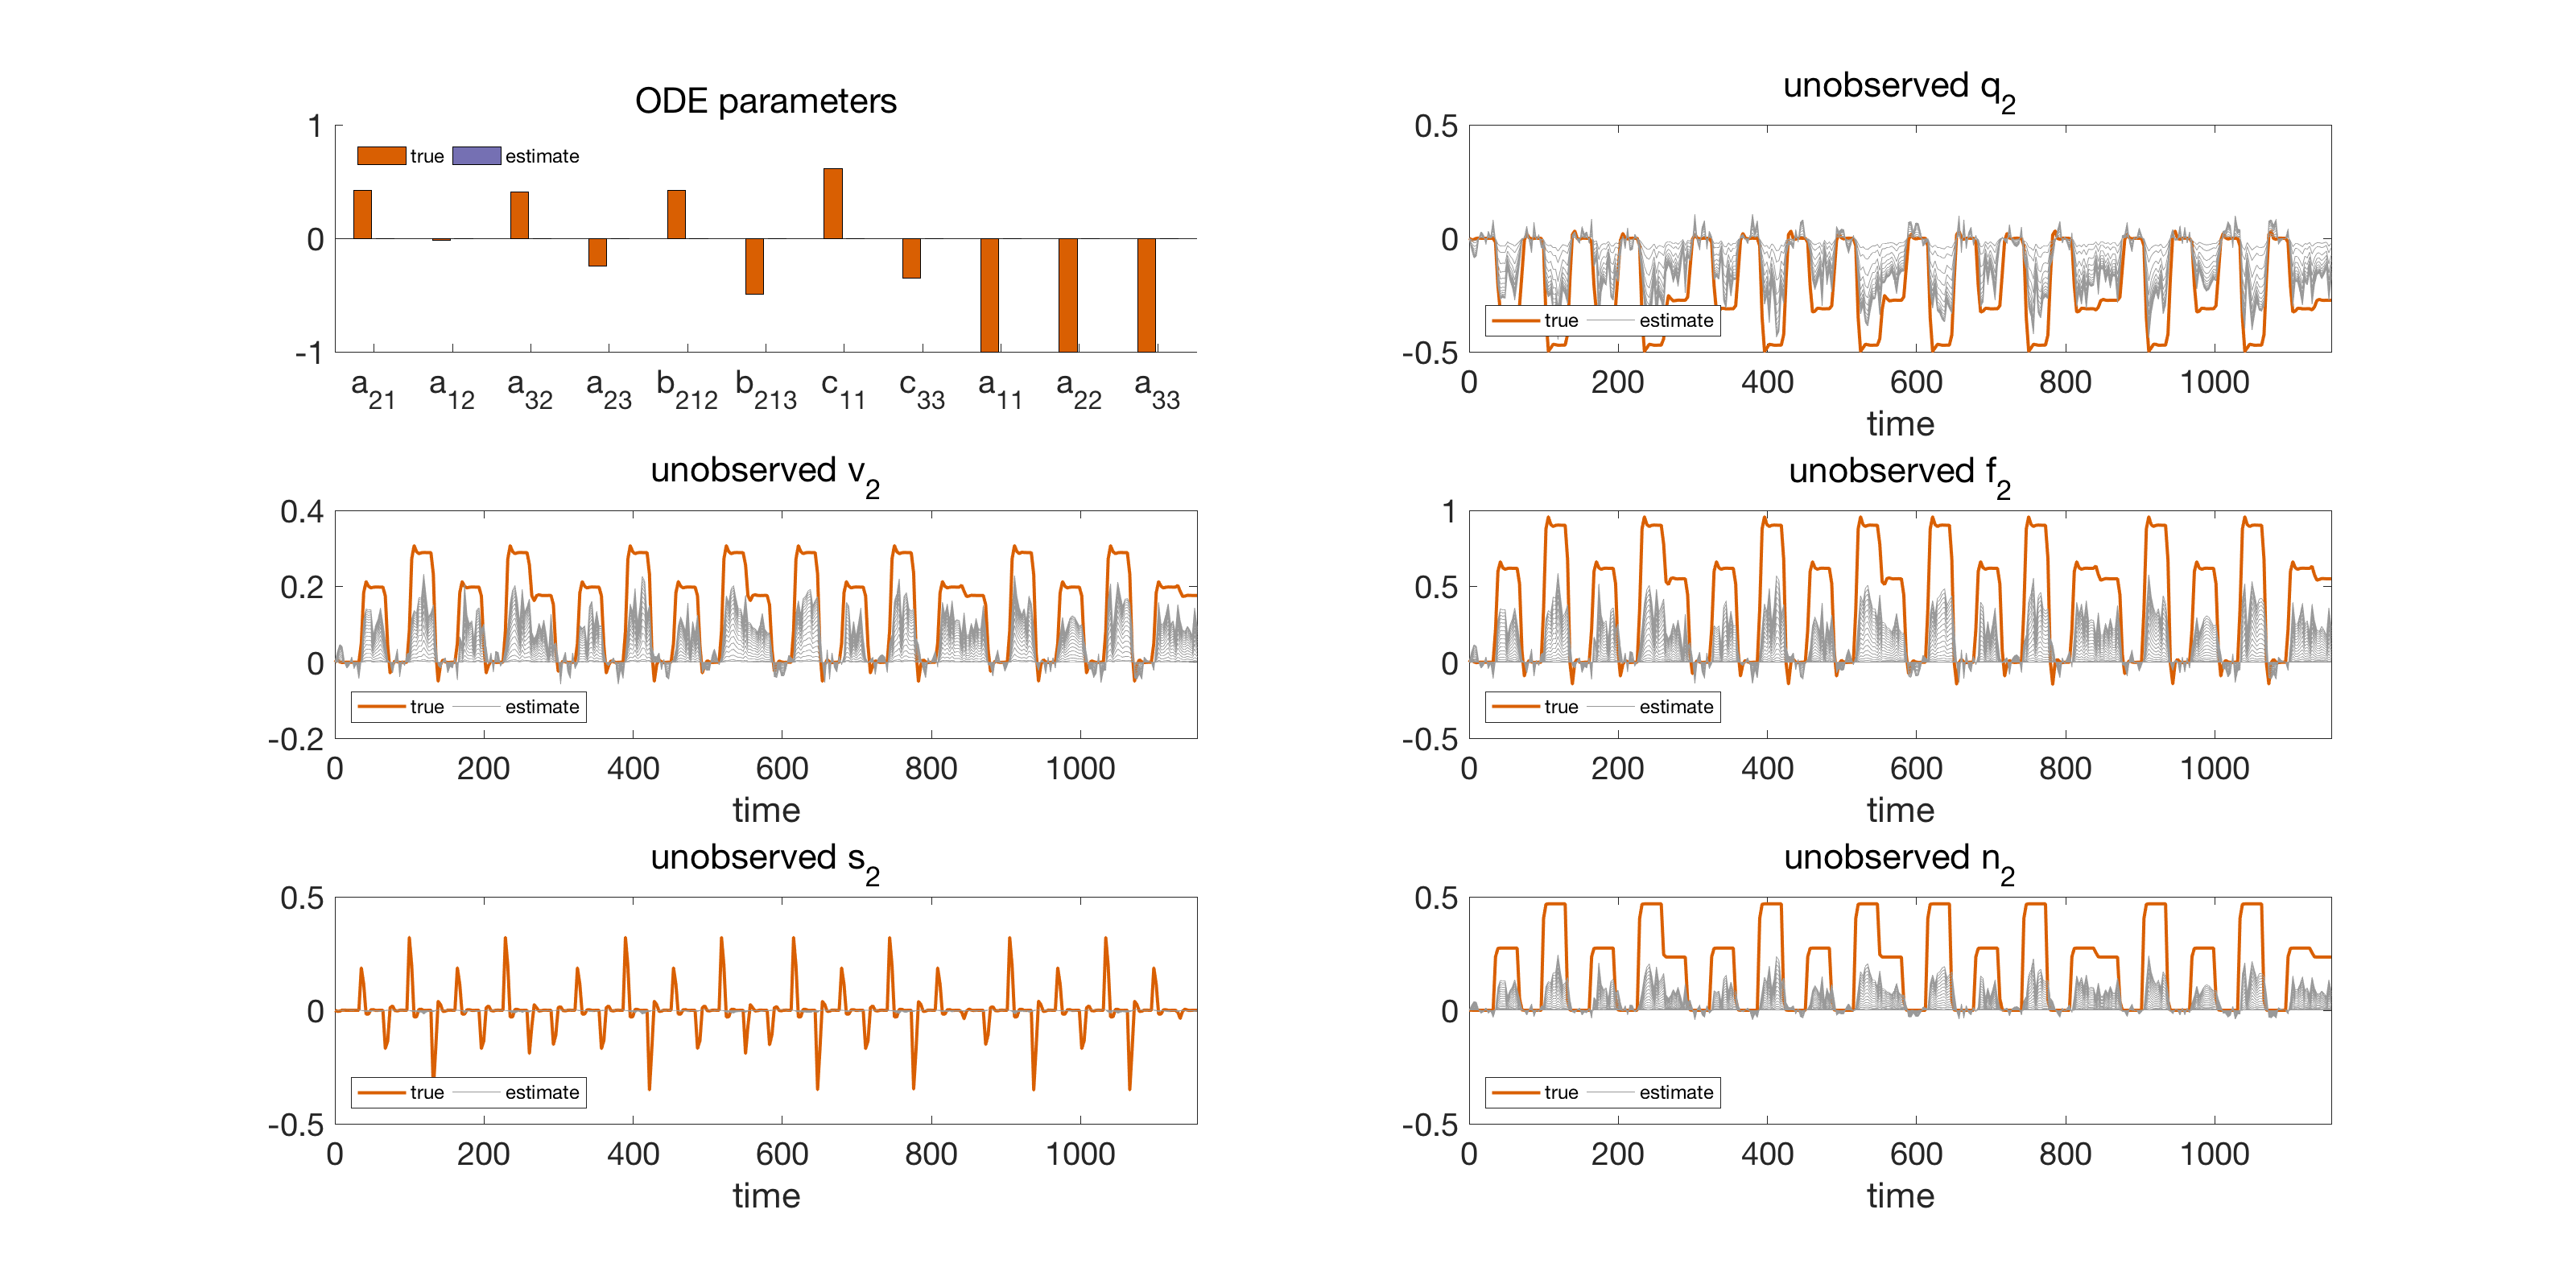 ODE parameters
1
0
-1
true estimate
a21 a12 a32 a23 b212 b213 c11 c33 a11 a22 a33
unobserved q2
0.5
0
-0.5
true estimate
0 200 400 600 800 1000
time
unobserved v2
0.4
0.2
0
-0.2
true estimate
0 200 400 600 800 1000
time
unobserved f2
1
0.5
0
-0.5
true estimate
0 200 400 600 800 1000
time
unobserved s2
0.5
0
-0.5
true estimate
0 200 400 600 800 1000
time
unobserved n2
0.5
0
-0.5
true estimate
0 200 400 600 800 1000
time